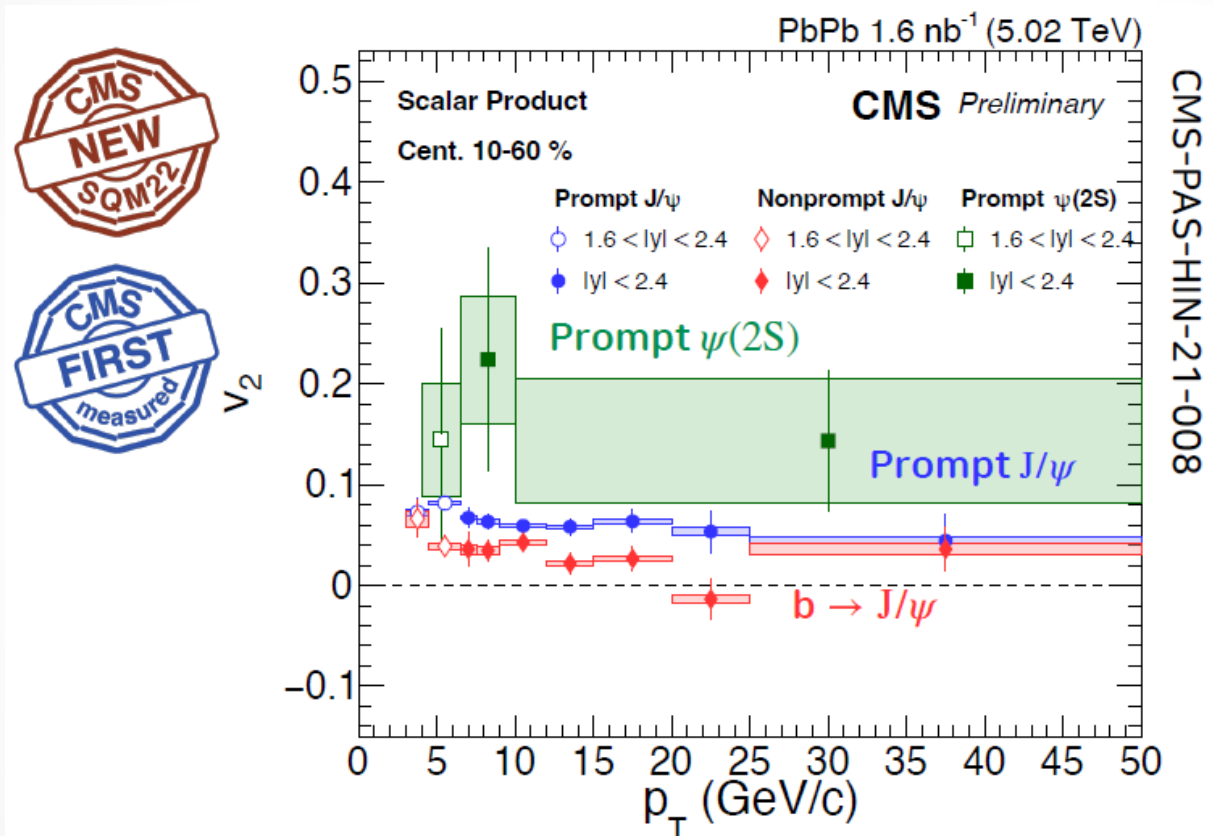 CMS
NEW
SQM22
CMS
FIRST
measured
PbPb 1.6 nb⁻¹ (5.02 TeV)
Scalar Product
CMS Preliminary
Cent. 10-60 %
Prompt J/ψ Nonprompt J/ψ Prompt ψ(2S)
1.6 < |y| < 2.4 1.6 < |y| < 2.4 1.6 < |y| < 2.4
|y| < 2.4 |y| < 2.4 |y| < 2.4
Prompt ψ(2S)
Prompt J/ψ
b → J/ψ
v₂
0.5
0.4
0.3
0.2
0.1
0
−0.1
0 5 10 15 20 25 30 35 40 45 50
p_T (GeV/c)
CMS-PAS-HIN-21-008